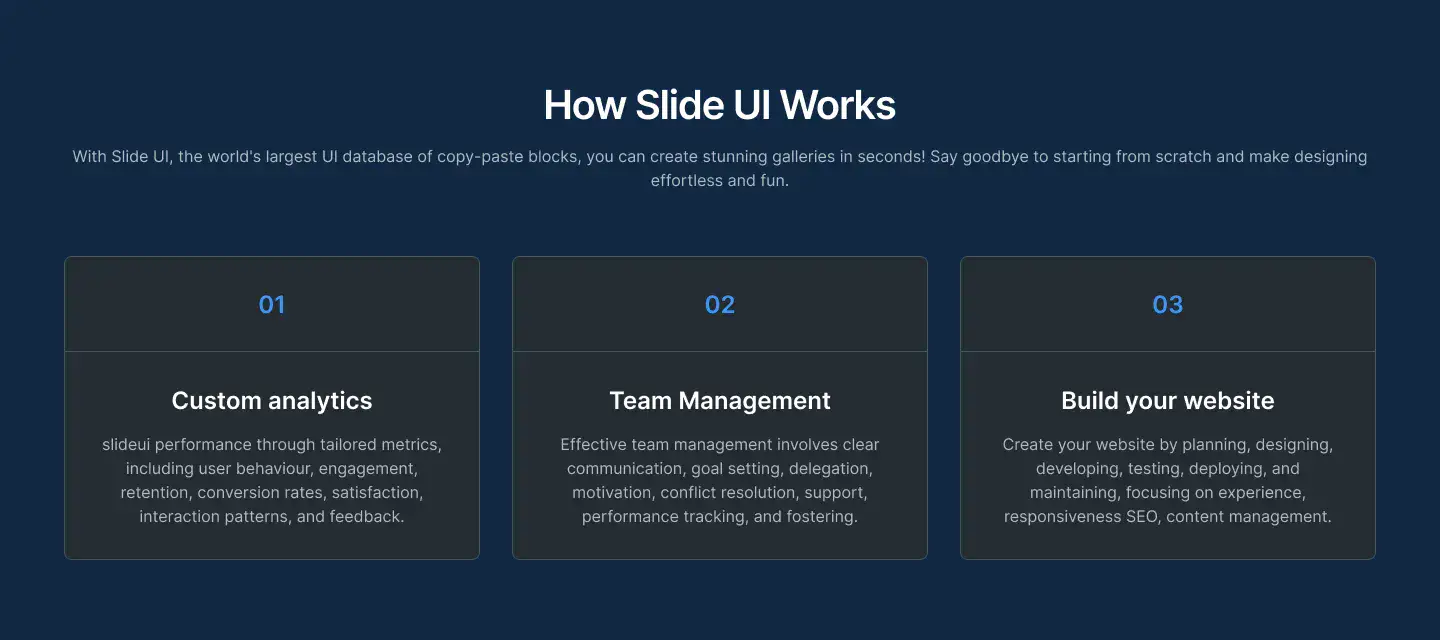 How Slide UI Works
With Slide UI, the world's largest UI database of copy-paste blocks, you can create stunning galleries in seconds! Say goodbye to starting from scratch and make designing
effortless and fun.
01
Custom analytics
slideui performance through tailored metrics,
including user behaviour, engagement,
retention, conversion rates, satisfaction,
interaction patterns, and feedback.
02
Team Management
Effective team management involves clear
communication, goal setting, delegation,
motivation, conflict resolution, support,
performance tracking, and fostering.
03
Build your website
Create your website by planning, designing,
developing, testing, deploying, and
maintaining, focusing on experience,
responsiveness SEO, content management.